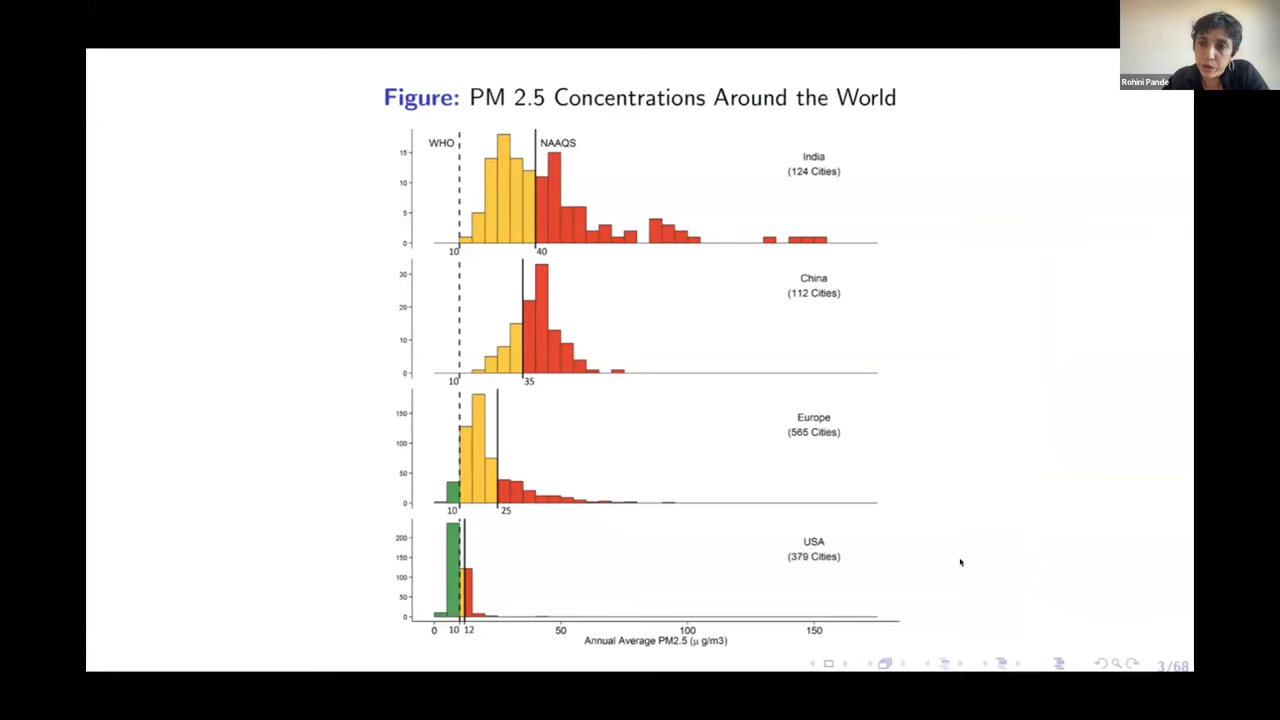 Rohini Pande
Figure: PM 2.5 Concentrations Around the World
WHO
NAAQS
India
(124 Cities)
15
10
5
0
10
40
China
(112 Cities)
30
20
10
0
10
35
Europe
(565 Cities)
150
100
50
0
10
25
USA
(379 Cities)
200
150
100
50
0
0 10 12 50 100 150
Annual Average PM2.5 (μ g/m3)
3/68